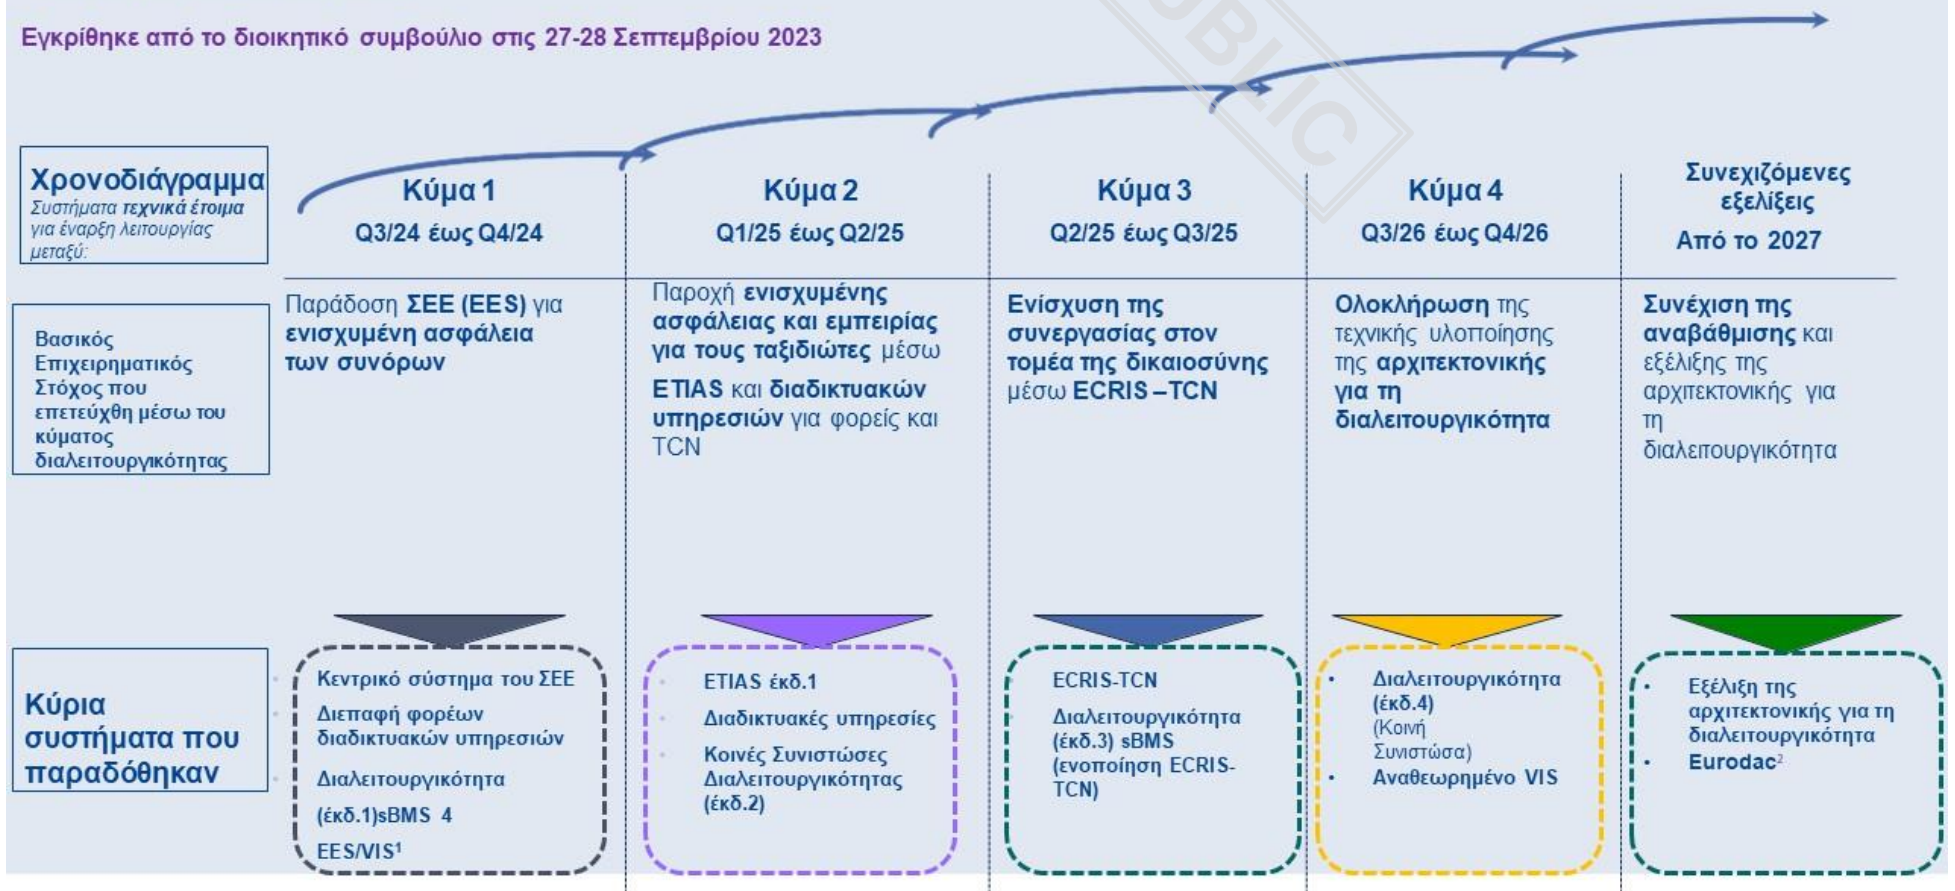 Εγκρίθηκε από το διοικητικό συμβούλιο στις 27-28 Σεπτεμβρίου 2023
PUBLIC
Χρονοδιάγραμμα
Συστήματα τεχνικά έτοιμα
για έναρξη λειτουργίας
μεταξύ:
Κύμα 1
Q3/24 έως Q4/24
Κύμα 2
Q1/25 έως Q2/25
Κύμα 3
Q2/25 έως Q3/25
Κύμα 4
Q3/26 έως Q4/26
Συνεχιζόμενες
εξελίξεις
Από το 2027
Βασικός
Επιχειρηματικός
Στόχος που
επετεύχθη μέσω του
κύματος
διαλειτουργικότητας
Παράδοση ΣΕΕ (EES) για
ενισχυμένη ασφάλεια
των συνόρων
Παροχή ενισχυμένης
ασφάλειας και εμπειρίας
για τους ταξιδιώτες μέσω
ETIAS και διαδικτυακών
υπηρεσιών για φορείς και
TCN
Ενίσχυση της
συνεργασίας στον
τομέα της δικαιοσύνης
μέσω ECRIS –TCN
Ολοκλήρωση της
τεχνικής υλοποίησης
της αρχιτεκτονικής
για τη
διαλειτουργικότητα
Συνέχιση της
αναβάθμισης και
εξέλιξης της
αρχιτεκτονικής για
τη
διαλειτουργικότητα
Κύρια
συστήματα που
παραδόθηκαν
Κεντρικό σύστημα του ΣΕΕ
Διεπαφή φορέων
διαδικτυακών υπηρεσιών
Διαλειτουργικότητα
(έκδ.1)sBMS 4
EES/VIS¹
ETIAS έκδ.1
Διαδικτυακές υπηρεσίες
Κοινές Συνιστώσες
Διαλειτουργικότητας
(έκδ.2)
ECRIS-TCN
Διαλειτουργικότητα
(έκδ.3) sBMS
(ενοποίηση ECRIS-
TCN)
• Διαλειτουργικότητα
(έκδ.4)
(Κοινή
Συνιστώσα)
• Αναθεωρημένο VIS
• Εξέλιξη της
αρχιτεκτονικής για τη
διαλειτουργικότητα
• Eurodac²